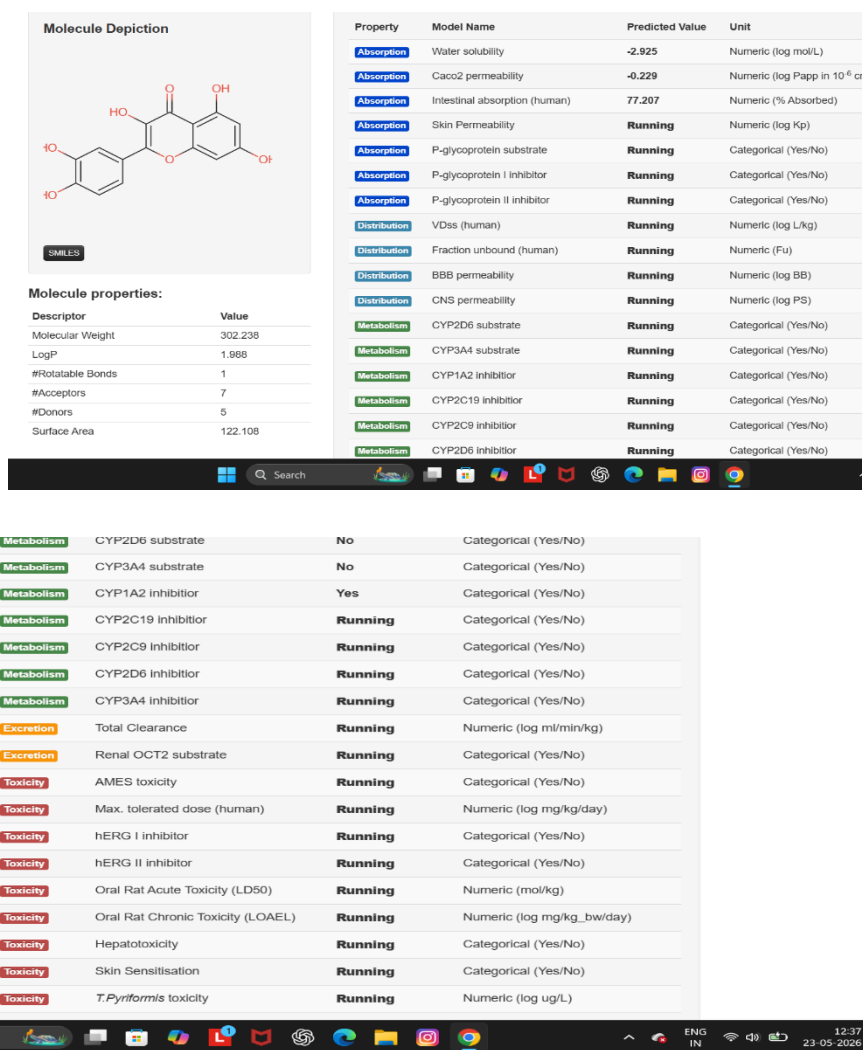 Molecule Depiction
O OH
HO
HO
O OH
HO
SMILES
Molecule properties:
Descriptor Value
Molecular Weight 302.238
LogP 1.988
#Rotatable Bonds 1
#Acceptors 7
#Donors 5
Surface Area 122.108
Property Model Name Predicted Value Unit
Absorption Water solubility -2.925 Numeric (log mol/L)
Absorption Caco2 permeability -0.229 Numeric (log Papp in 10-6 cr
Absorption Intestinal absorption (human) 77.207 Numeric (% Absorbed)
Absorption Skin Permeability Running Numeric (log Kp)
Absorption P-glycoprotein substrate Running Categorical (Yes/No)
Absorption P-glycoprotein I inhibitor Running Categorical (Yes/No)
Absorption P-glycoprotein II inhibitor Running Categorical (Yes/No)
Distribution VDss (human) Running Numeric (log L/kg)
Distribution Fraction unbound (human) Running Numeric (Fu)
Distribution BBB permeability Running Numeric (log BB)
Distribution CNS permeability Running Numeric (log PS)
Metabolism CYP2D6 substrate Running Categorical (Yes/No)
Metabolism CYP3A4 substrate Running Categorical (Yes/No)
Metabolism CYP1A2 inhibitior Running Categorical (Yes/No)
Metabolism CYP2C19 inhibitior Running Categorical (Yes/No)
Metabolism CYP2C9 inhibitior Running Categorical (Yes/No)
Metabolism CYP2D6 inhibitior Running Categorical (Yes/No)
Search L 1
Metabolism CYP2D6 substrate No Categorical (Yes/No)
Metabolism CYP3A4 substrate No Categorical (Yes/No)
Metabolism CYP1A2 inhibitior Yes Categorical (Yes/No)
Metabolism CYP2C19 inhibitior Running Categorical (Yes/No)
Metabolism CYP2C9 inhibitior Running Categorical (Yes/No)
Metabolism CYP2D6 inhibitior Running Categorical (Yes/No)
Metabolism CYP3A4 inhibitior Running Categorical (Yes/No)
Excretion Total Clearance Running Numeric (log ml/min/kg)
Excretion Renal OCT2 substrate Running Categorical (Yes/No)
Toxicity AMES toxicity Running Categorical (Yes/No)
Toxicity Max. tolerated dose (human) Running Numeric (log mg/kg/day)
Toxicity hERG I inhibitor Running Categorical (Yes/No)
Toxicity hERG II inhibitor Running Categorical (Yes/No)
Toxicity Oral Rat Acute Toxicity (LD50) Running Numeric (mol/kg)
Toxicity Oral Rat Chronic Toxicity (LOAEL) Running Numeric (log mg/kg_bw/day)
Toxicity Hepatotoxicity Running Categorical (Yes/No)
Toxicity Skin Sensitisation Running Categorical (Yes/No)
Toxicity T.Pyriformis toxicity Running Numeric (log ug/L)
L 1 ENG 12:37
IN 23-05-2026